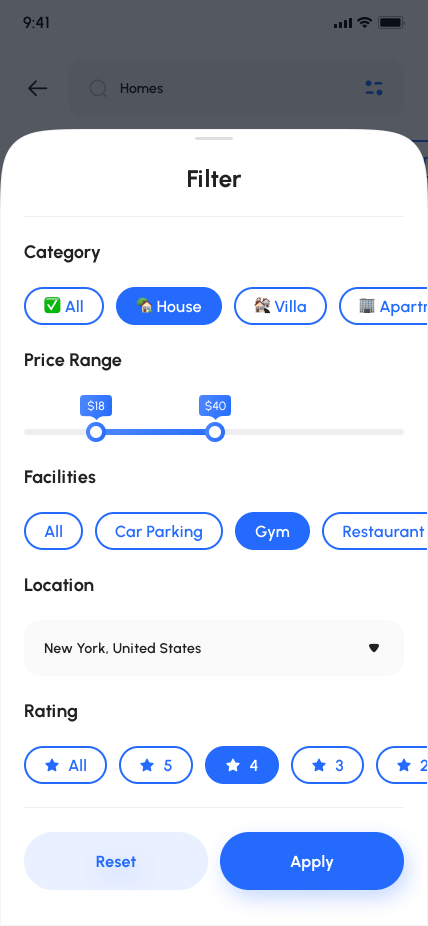 9:41
Homes
Filter
Category
All House Villa Apartr
Price Range
$18 $40
Facilities
All Car Parking Gym Restaurant
Location
New York, United States
Rating
All 5 4 3 2
Reset Apply